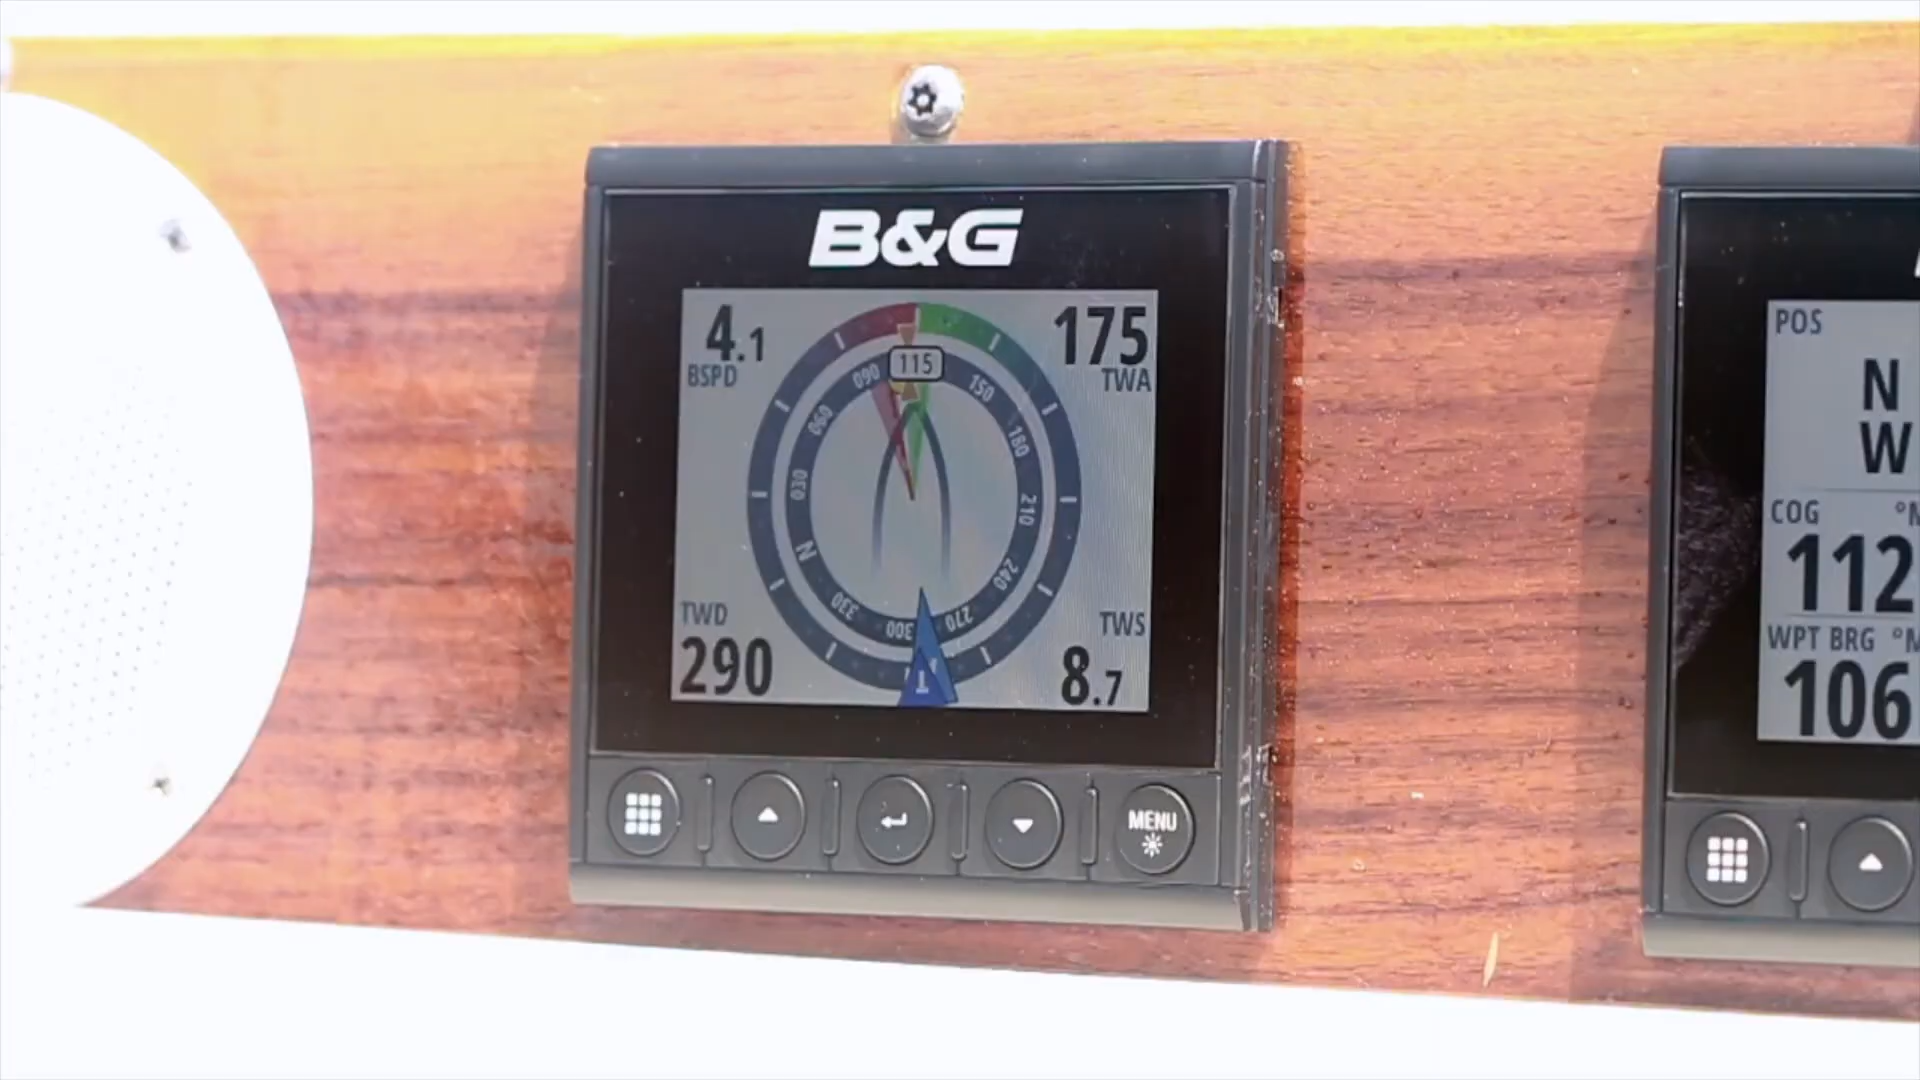 B&G
4.1
BSPD
175
TWA
115
090
150
060
180
030
210
N
240
330
300
270
T
TWD
290
TWS
8.7
MENU
POS
N
W
COG °M
112
WPT BRG °M
106